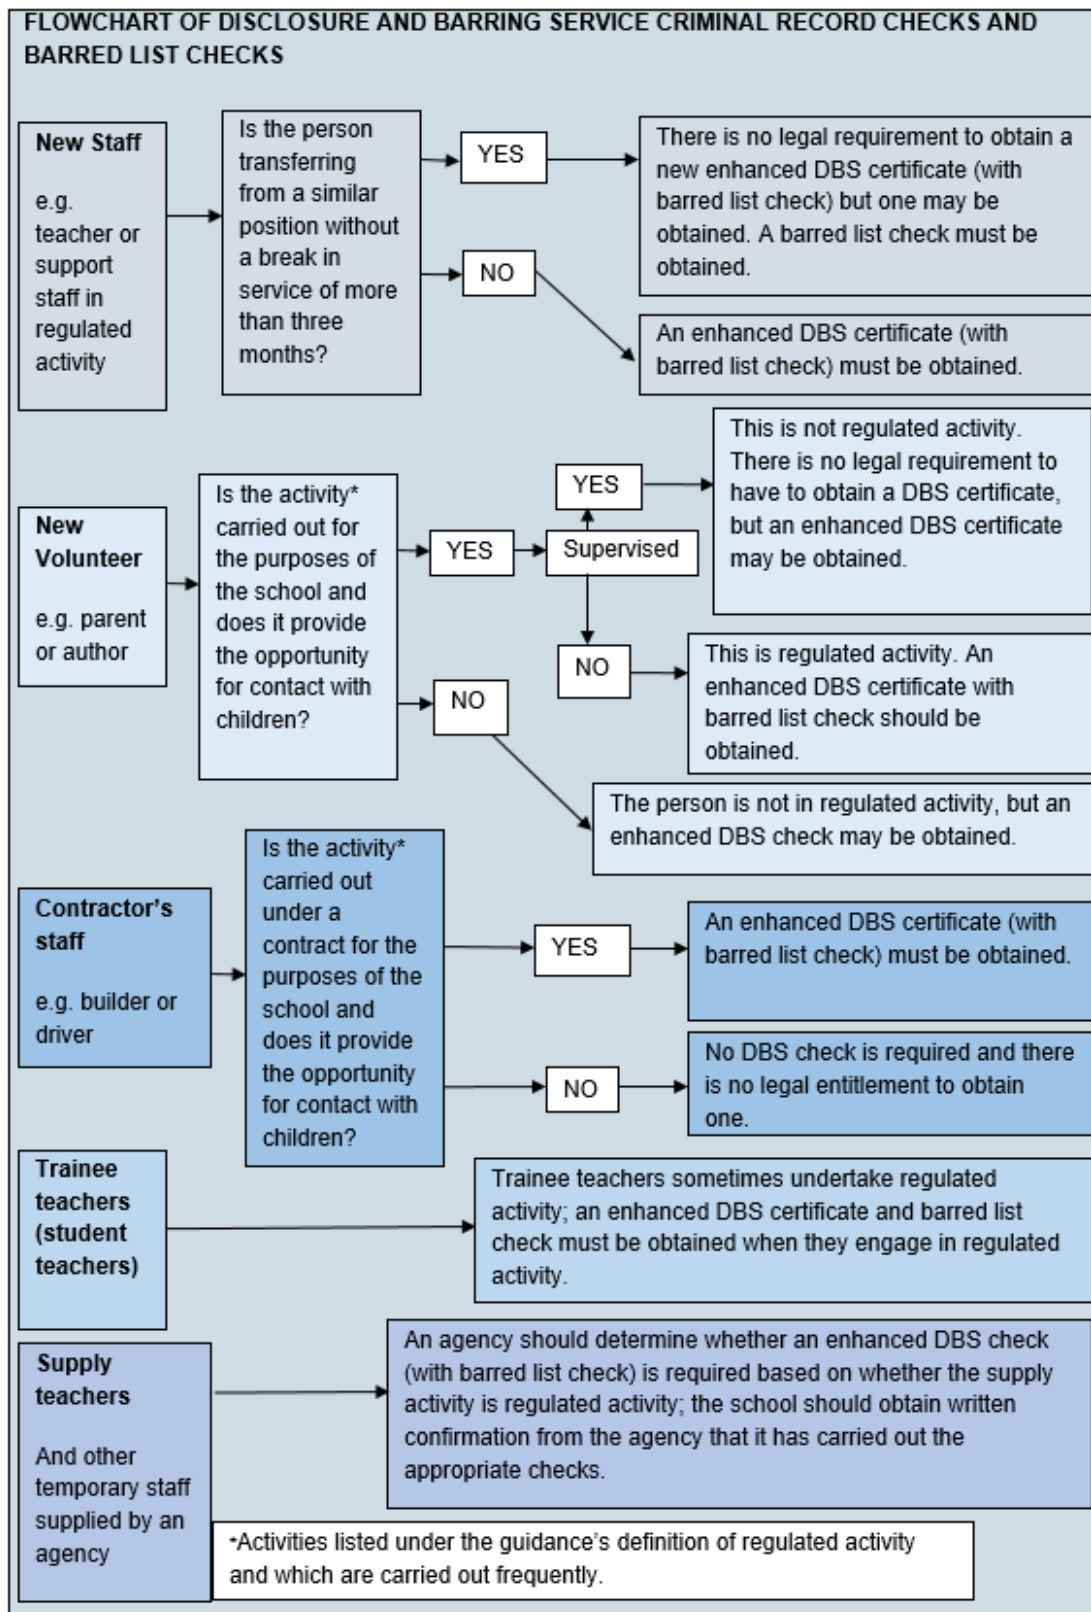 FLOWCHART OF DISCLOSURE AND BARRING SERVICE CRIMINAL RECORD CHECKS AND
BARRED LIST CHECKS
New Staff
e.g.
teacher or
support
staff in
regulated
activity
Is the person
transferring
from a similar
position without
a break in
service of more
than three
months?
YES
There is no legal requirement to obtain a
new enhanced DBS certificate (with
barred list check) but one may be
obtained. A barred list check must be
obtained.
NO
An enhanced DBS certificate (with
barred list check) must be obtained.
New
Volunteer
e.g. parent
or author
Is the activity*
carried out for
the purposes of
the school and
does it provide
the opportunity
for contact with
children?
YES
Supervised
YES
This is not regulated activity.
There is no legal requirement to
have to obtain a DBS certificate,
but an enhanced DBS certificate
may be obtained.
NO
This is regulated activity. An
enhanced DBS certificate with
barred list check should be
obtained.
NO
The person is not in regulated activity, but an
enhanced DBS check may be obtained.
Contractor's
staff
e.g. builder or
driver
Is the activity*
carried out
under a
contract for the
purposes of the
school and
does it provide
the opportunity
for contact with
children?
YES
An enhanced DBS certificate (with
barred list check) must be obtained.
NO
No DBS check is required and there
is no legal entitlement to obtain
one.
Trainee
teachers
(student
teachers)
Trainee teachers sometimes undertake regulated
activity; an enhanced DBS certificate and barred list
check must be obtained when they engage in regulated
activity.
Supply
teachers
And other
temporary staff
supplied by an
agency
An agency should determine whether an enhanced DBS check
(with barred list check) is required based on whether the supply
activity is regulated activity; the school should obtain written
confirmation from the agency that it has carried out the
appropriate checks.
*Activities listed under the guidance's definition of regulated activity
and which are carried out frequently.